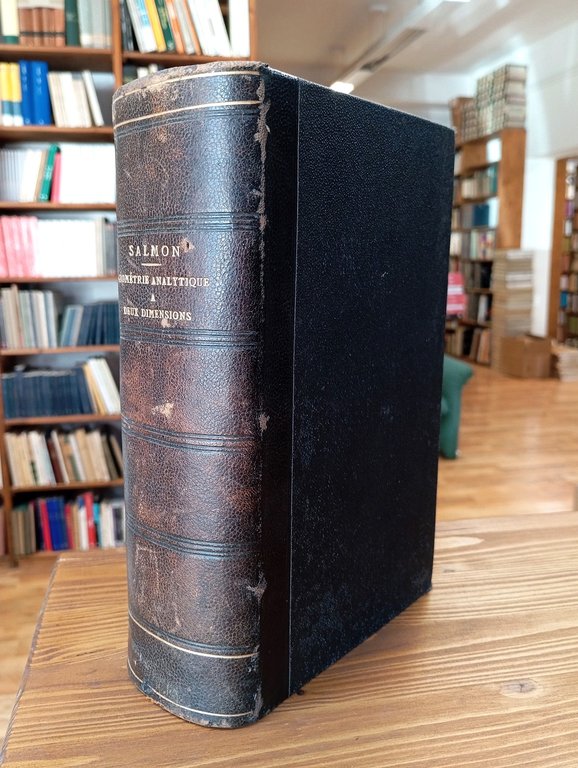 SALMON
GÉOMÉTRIE ANALYTIQUE
A
DEUX DIMENSIONS